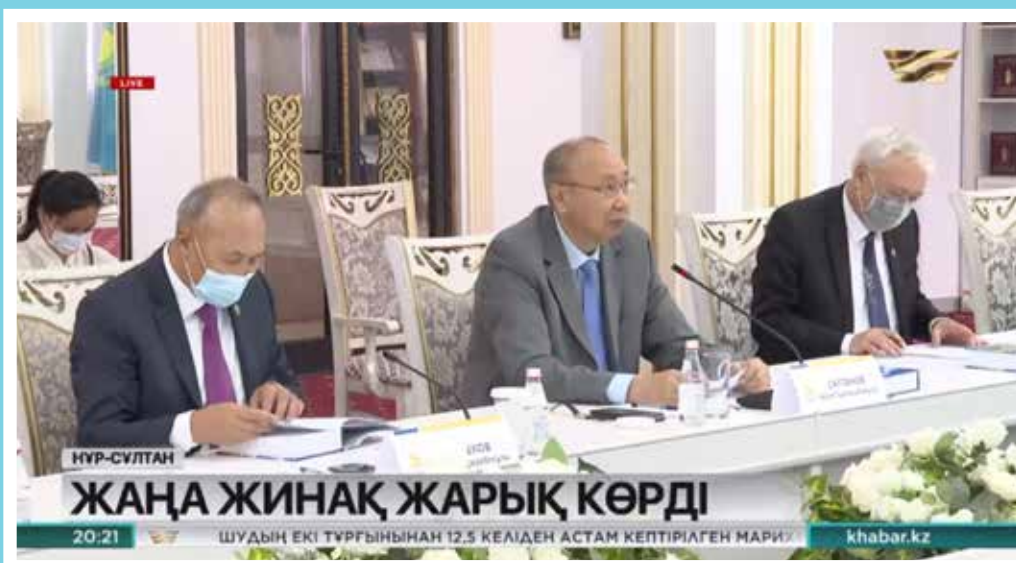 LIVE
НҰР-СҰЛТАН
ЖАҢА ЖИНАҚ ЖАРЫҚ КӨРДІ
20:21 ШУДЫҢ ЕКІ ТҰРҒЫНЫНАН 12,5 КЕЛІДЕН АСТАМ КЕПТІРІЛГЕН МАРИХ khabar.kz